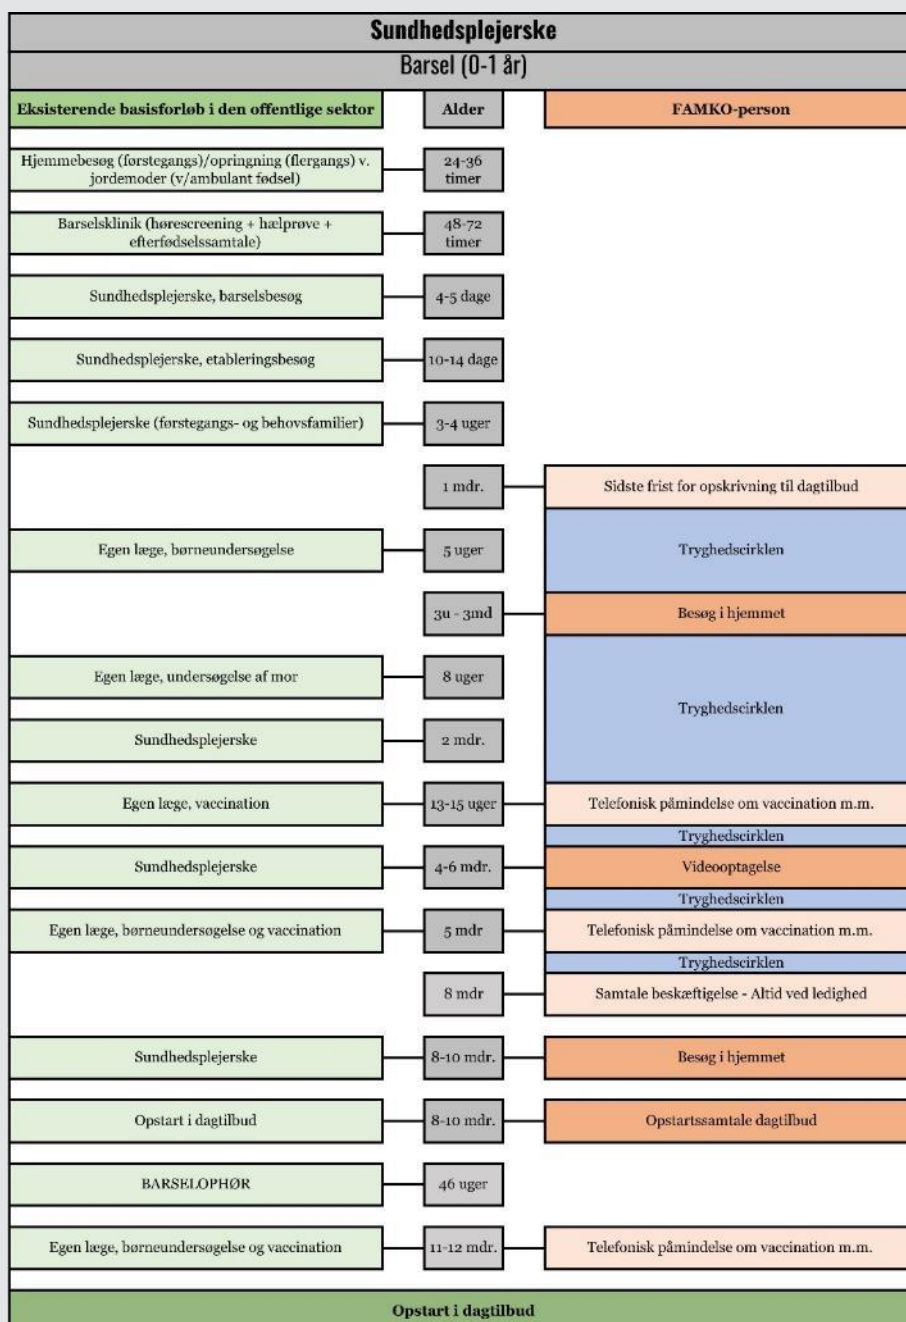 Sundhedsplejerske
Barsel (0-1 år)
Eksisterende basisforløb i den offentlige sektor
Alder
FAMKO-person
Hjemmebesøg (førstegangs)/opringning (flergangs) v.
jordemoder (v/ambulant fødsel)
24-36
timer
Barselsklinik (hørescreening + hælprøve +
efterfødselssamtale)
48-72
timer
Sundhedsplejerske, barselsbesøg
4-5 dage
Sundhedsplejerske, etableringsbesøg
10-14 dage
Sundhedsplejerske (førstegangs- og behovsfamilier)
3-4 uger
1 mdr.
Sidste frist for opskrivning til dagtilbud
Egen læge, børneundersøgelse
5 uger
Tryghedscirklen
3u - 3md
Besøg i hjemmet
Egen læge, undersøgelse af mor
8 uger
Tryghedscirklen
Sundhedsplejerske
2 mdr.
Egen læge, vaccination
13-15 uger
Telefonisk påmindelse om vaccination m.m.
Tryghedscirklen
Sundhedsplejerske
4-6 mdr.
Videooptagelse
Tryghedscirklen
Egen læge, børneundersøgelse og vaccination
5 mdr
Telefonisk påmindelse om vaccination m.m.
Tryghedscirklen
8 mdr
Samtale beskæftigelse - Altid ved ledighed
Sundhedsplejerske
8-10 mdr.
Besøg i hjemmet
Opstart i dagtilbud
8-10 mdr.
Opstartssamtale dagtilbud
BARSELOPHØR
46 uger
Egen læge, børneundersøgelse og vaccination
11-12 mdr.
Telefonisk påmindelse om vaccination m.m.
Opstart i dagtilbud